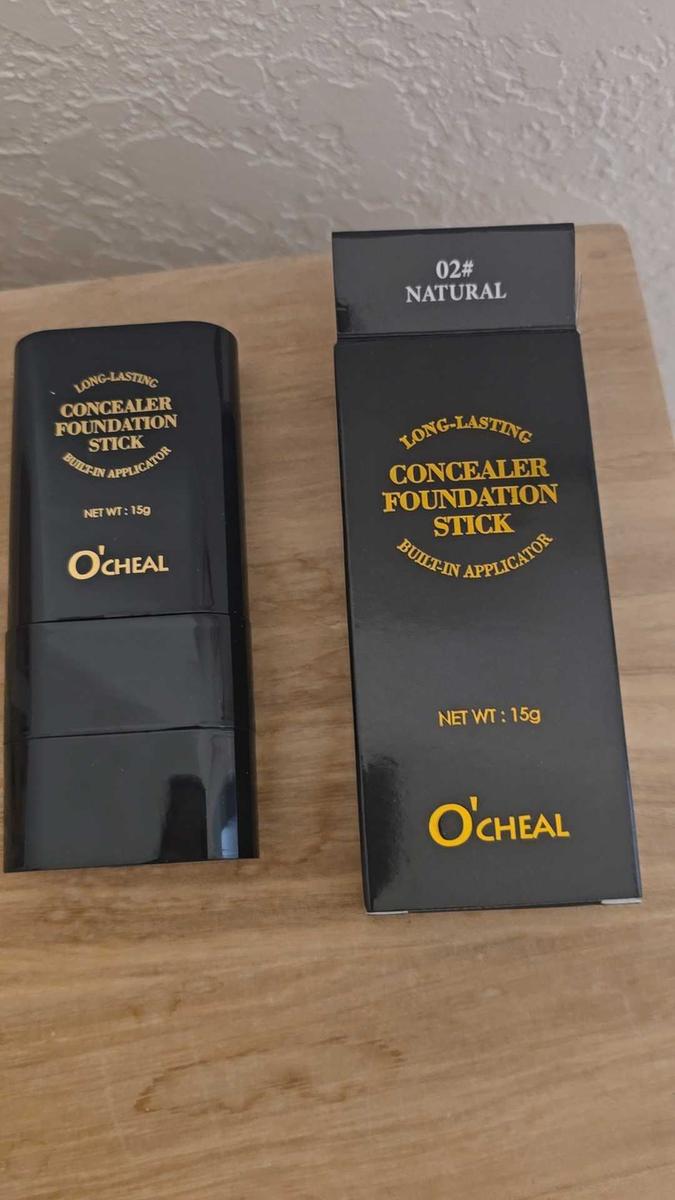 LONG-LASTING
CONCEALER
FOUNDATION
STICK
BUILT-IN APPLICATOR
NET WT : 15g
O'CHEAL
02#
NATURAL
LONG-LASTING
CONCEALER
FOUNDATION
STICK
BUILT-IN APPLICATOR
NET WT : 15g
O'CHEAL